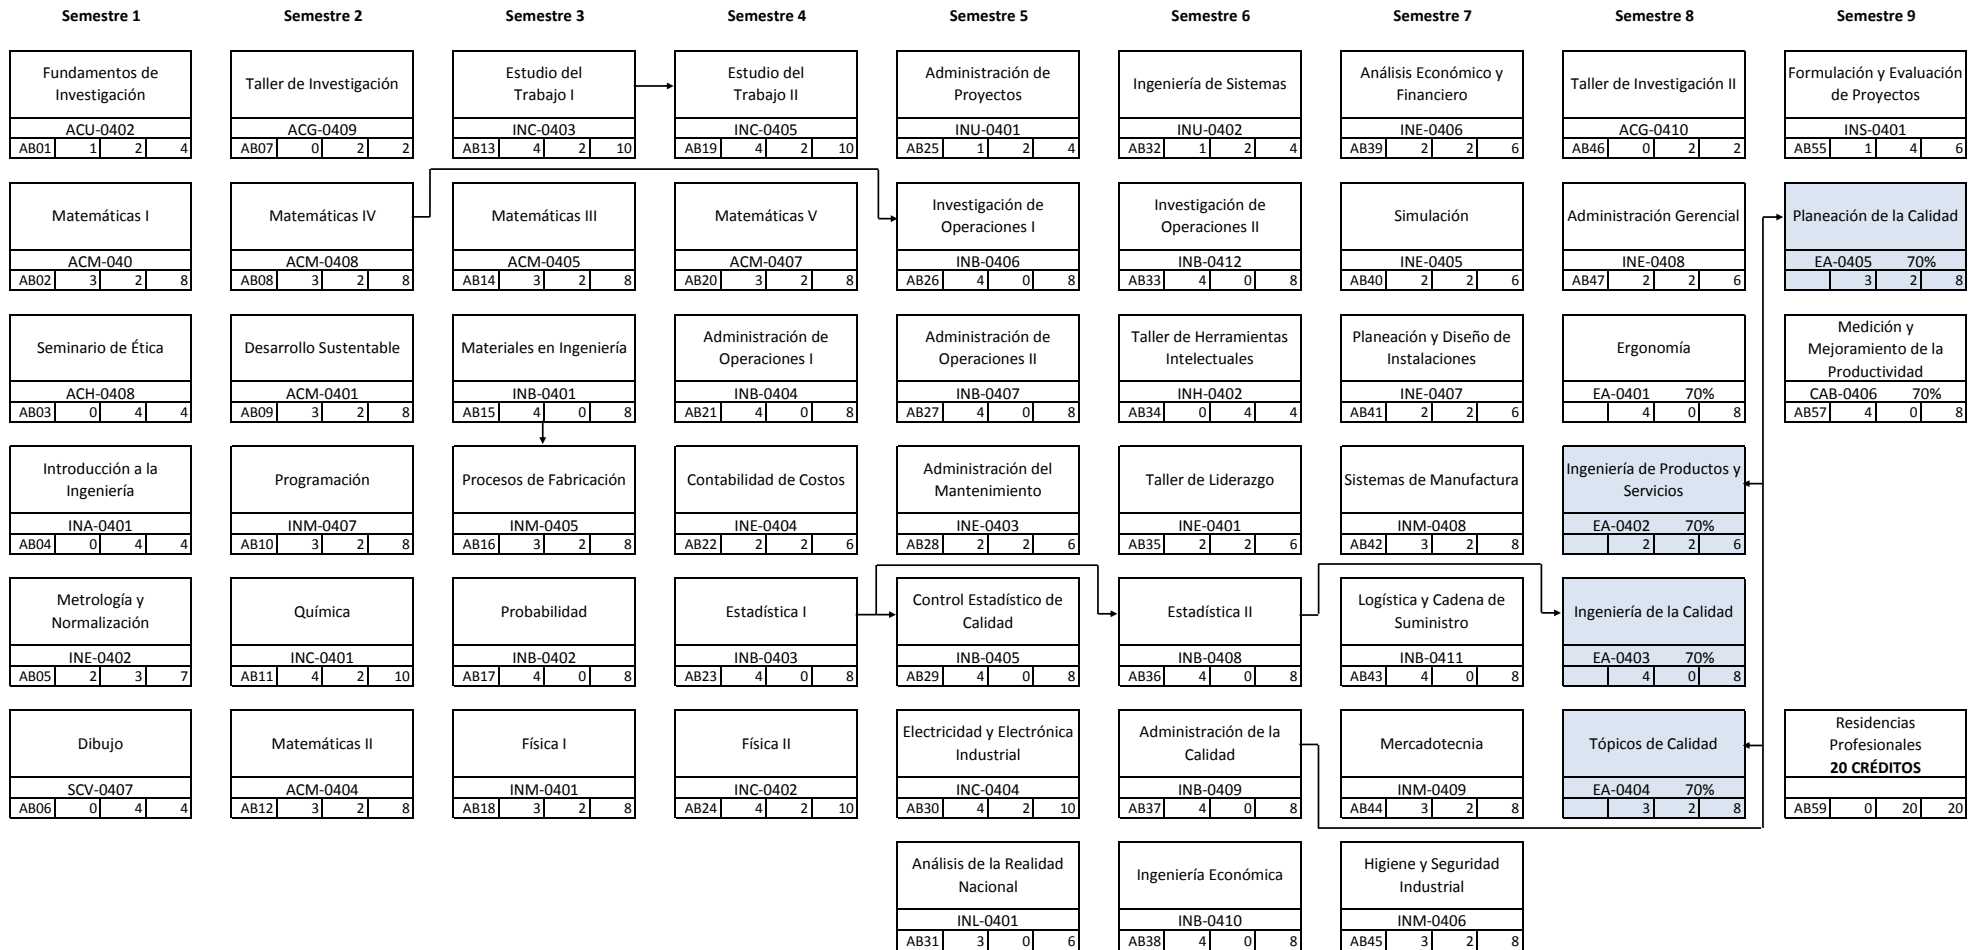 Semestre 1 Semestre 2 Semestre 3 Semestre 4 Semestre 5 Semestre 6 Semestre 7 Semestre 8 Semestre 9
Fundamentos de
Investigación
ACU-0402
AB01 1 2 4
Taller de Investigación
ACG-0409
AB07 0 2 2
Estudio del
Trabajo I
INC-0403
AB13 4 2 10
Estudio del
Trabajo II
INC-0405
AB19 4 2 10
Administración de
Proyectos
INU-0401
AB25 1 2 4
Ingeniería de Sistemas
INU-0402
AB32 1 2 4
Análisis Económico y
Financiero
INE-0406
AB39 2 2 6
Taller de Investigación II
ACG-0410
AB46 0 2 2
Formulación y Evaluación
de Proyectos
INS-0401
AB55 1 4 6
Matemáticas I
ACM-040
AB02 3 2 8
Matemáticas IV
ACM-0408
AB08 3 2 8
Matemáticas III
ACM-0405
AB14 3 2 8
Matemáticas V
ACM-0407
AB20 3 2 8
Investigación de
Operaciones I
INB-0406
AB26 4 0 8
Investigación de
Operaciones II
INB-0412
AB33 4 0 8
Simulación
INE-0405
AB40 2 2 6
Administración Gerencial
INE-0408
AB47 2 2 6
Planeación de la Calidad
EA-0405 70%
3 2 8
Seminario de Ética
ACH-0408
AB03 0 4 4
Desarrollo Sustentable
ACM-0401
AB09 3 2 8
Materiales en Ingeniería
INB-0401
AB15 4 0 8
Administración de
Operaciones I
INB-0404
AB21 4 0 8
Administración de
Operaciones II
INB-0407
AB27 4 0 8
Taller de Herramientas
Intelectuales
INH-0402
AB34 0 4 4
Planeación y Diseño de
Instalaciones
INE-0407
AB41 2 2 6
Ergonomía
EA-0401 70%
4 0 8
Medición y
Mejoramiento de la
Productividad
CAB-0406 70%
AB57 4 0 8
Introducción a la
Ingeniería
INA-0401
AB04 0 4 4
Programación
INM-0407
AB10 3 2 8
Procesos de Fabricación
INM-0405
AB16 3 2 8
Contabilidad de Costos
INE-0404
AB22 2 2 6
Administración del
Mantenimiento
INE-0403
AB28 2 2 6
Taller de Liderazgo
INE-0401
AB35 2 2 6
Sistemas de Manufactura
INM-0408
AB42 3 2 8
Ingeniería de Productos y
Servicios
EA-0402 70%
2 2 6
Metrología y
Normalización
INE-0402
AB05 2 3 7
Química
INC-0401
AB11 4 2 10
Probabilidad
INB-0402
AB17 4 0 8
Estadística I
INB-0403
AB23 4 0 8
Control Estadístico de
Calidad
INB-0405
AB29 4 0 8
Estadística II
INB-0408
AB36 4 0 8
Logística y Cadena de
Suministro
INB-0411
AB43 4 0 8
Ingeniería de la Calidad
EA-0403 70%
4 0 8
Dibujo
SCV-0407
AB06 0 4 4
Matemáticas II
ACM-0404
AB12 3 2 8
Física I
INM-0401
AB18 3 2 8
Física II
INC-0402
AB24 4 2 10
Electricidad y Electrónica
Industrial
INC-0404
AB30 4 2 10
Administración de la
Calidad
INB-0409
AB37 4 0 8
Mercadotecnia
INM-0409
AB44 3 2 8
Tópicos de Calidad
EA-0404 70%
3 2 8
Residencias
Profesionales
20 CRÉDITOS
AB59 0 20 20
Análisis de la Realidad
Nacional
INL-0401
AB31 3 0 6
Ingeniería Económica
INB-0410
AB38 4 0 8
Higiene y Seguridad
Industrial
INM-0406
AB45 3 2 8